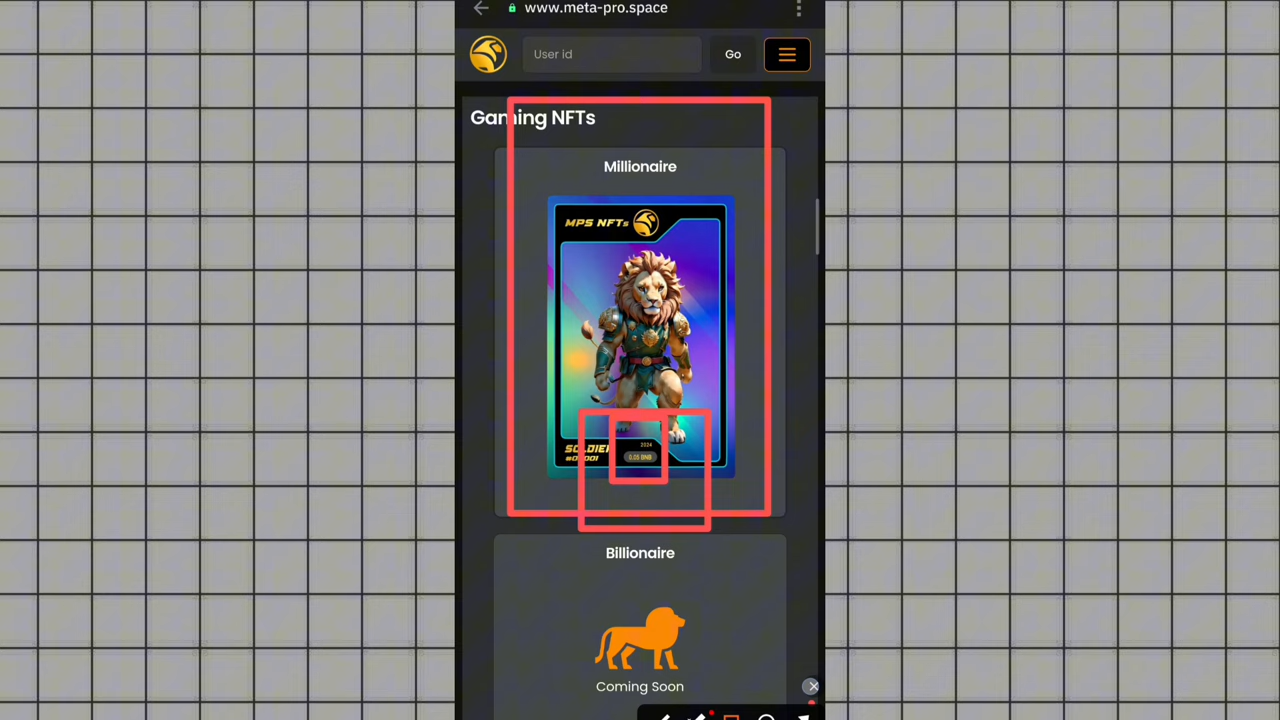 www.meta-pro.space
User id
Go
Gaming NFTs
Millionaire
MPS NFTs
2024
SOLDIER
0.05 BNB
Billionaire
Coming Soon